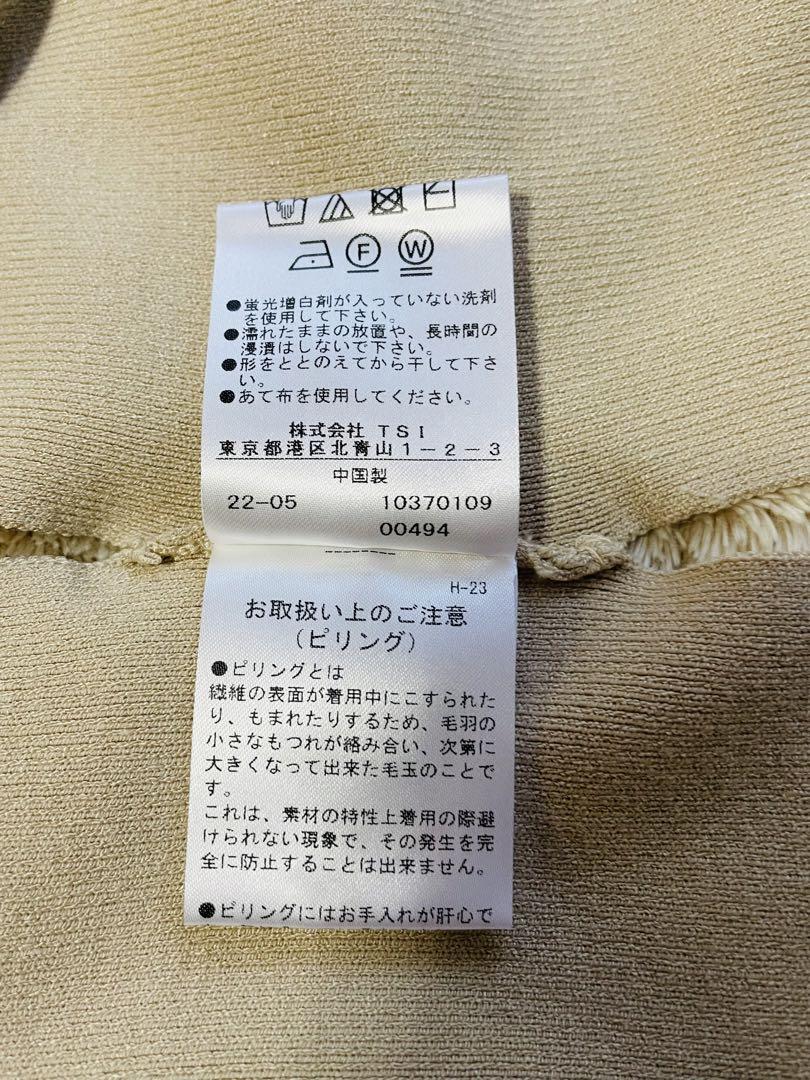 F W
●蛍光増白剤が入っていない洗剤
を使用して下さい。
●濡れたままの放置や、長時間の
浸漬はしないで下さい。
●形をととのえてから干して下さ
い。
●あて布を使用してください。
株式会社 TSI
東京都港区北青山1-2-3
中国製
22-05 10370109
00494
H-23
お取扱い上のご注意
(ピリング)
●ピリングとは
繊維の表面が着用中にこすられた
り、もまれたりするため、毛羽の
小さなもつれが絡み合い、次第に
大きくなって出来た毛玉のことで
す。
これは、素材の特性上着用の際避
けられない現象で、その発生を完
全に防止することは出来ません。
●ピリングにはお手入れが肝心で